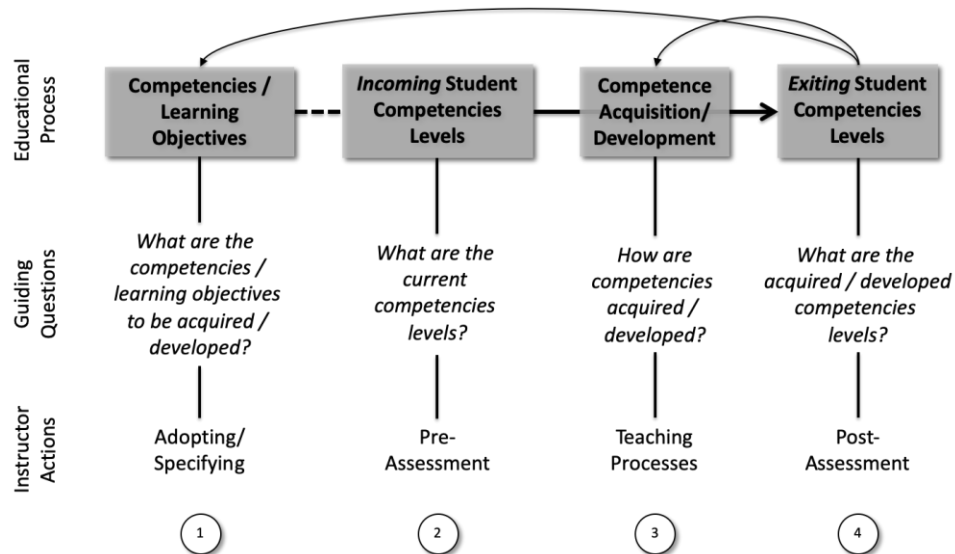 Educational
Process
Competencies /
Learning
Objectives
Incoming Student
Competencies
Levels
Competence
Acquisition/
Development
Exiting Student
Competencies
Levels
Guiding
Questions
What are the
competencies /
learning objectives
to be acquired /
developed?
What are the
current
competencies
levels?
How are
competencies
acquired /
developed?
What are the
acquired / developed
competencies
levels?
Instructor
Actions
Adopting/
Specifying
Pre-
Assessment
Teaching
Processes
Post-
Assessment
1
2
3
4